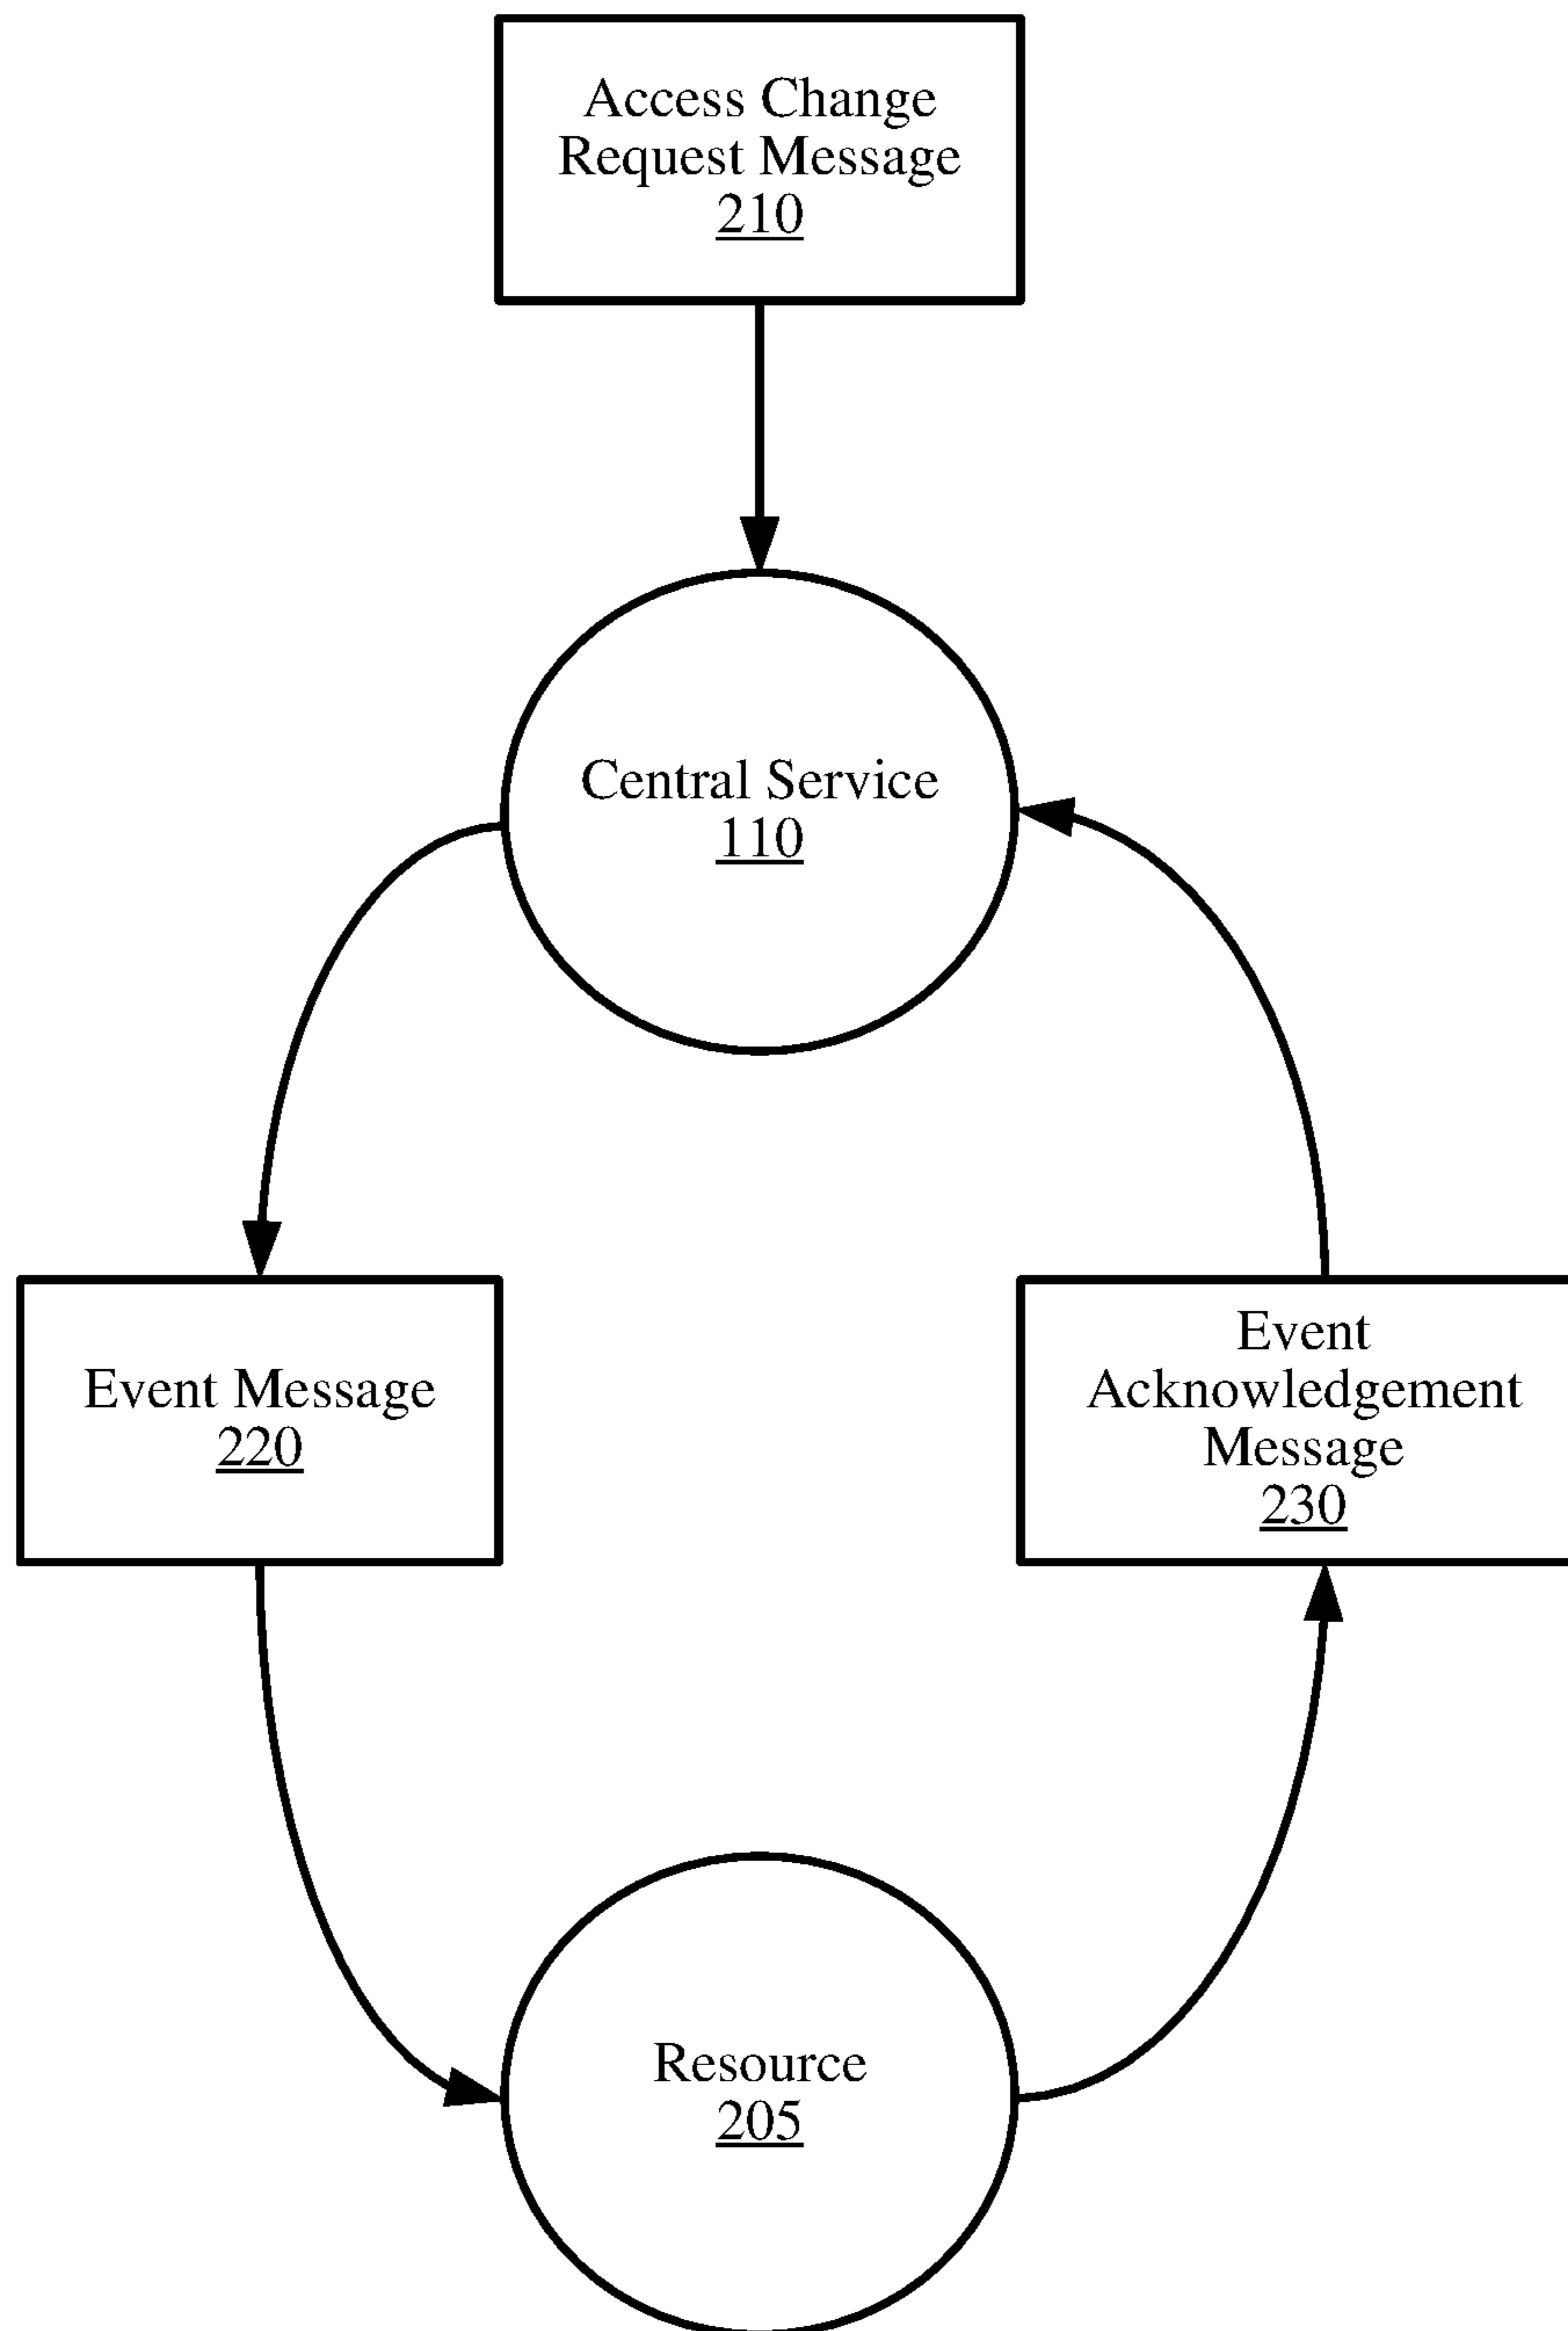 Access Change
Request Message
210
Central Service
110
Event Message
220
Event
Acknowledgement
Message
230
Resource
205